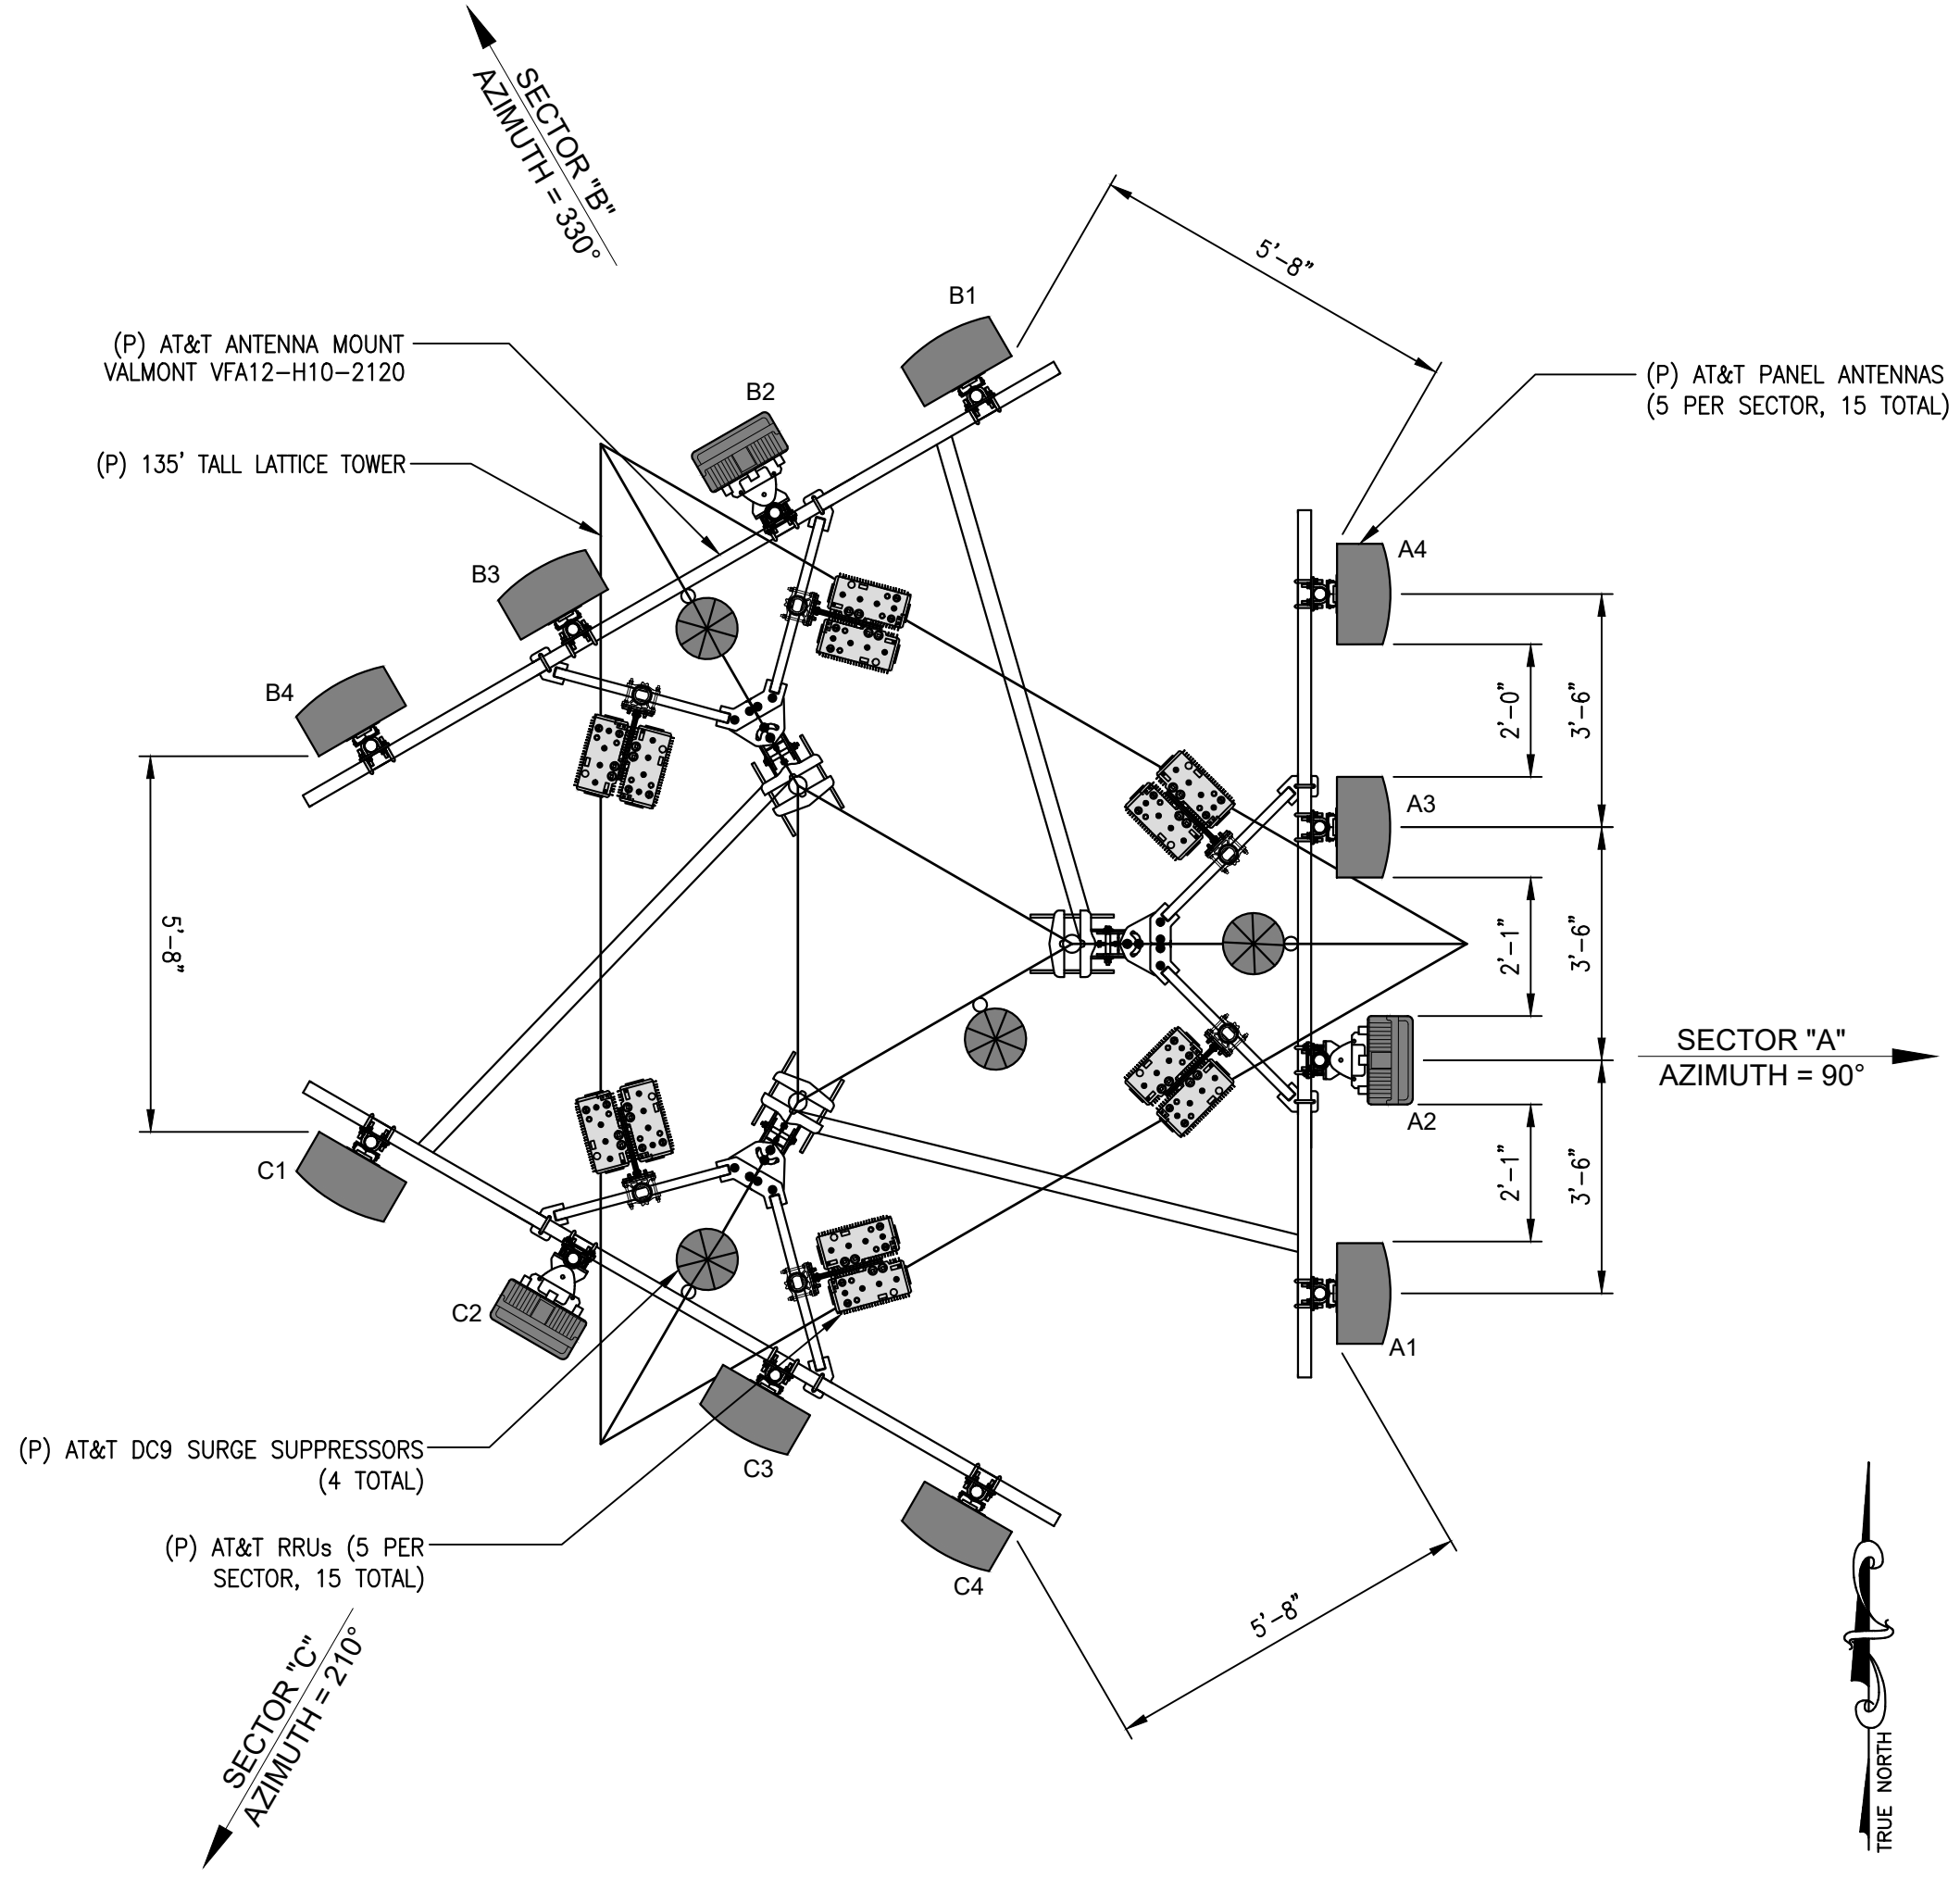 SECTOR "B"
AZIMUTH = 330°
5'-8"
B1
(P) AT&T ANTENNA MOUNT
VALMONT VFA12-H10-2120
(P) AT&T PANEL ANTENNAS
(5 PER SECTOR, 15 TOTAL)
B2
(P) 135' TALL LATTICE TOWER
A4
B3
B4
2'-0"
3'-6"
A3
5'-8"
2'-1"
3'-6"
SECTOR "A"
AZIMUTH = 90°
A2
C1
2'-1"
3'-6"
C2
A1
(P) AT&T DC9 SURGE SUPPRESSORS
(4 TOTAL)
C3
(P) AT&T RRUs (5 PER
SECTOR, 15 TOTAL)
C4
5'-8"
SECTOR "C"
AZIMUTH = 210°
TRUE NORTH